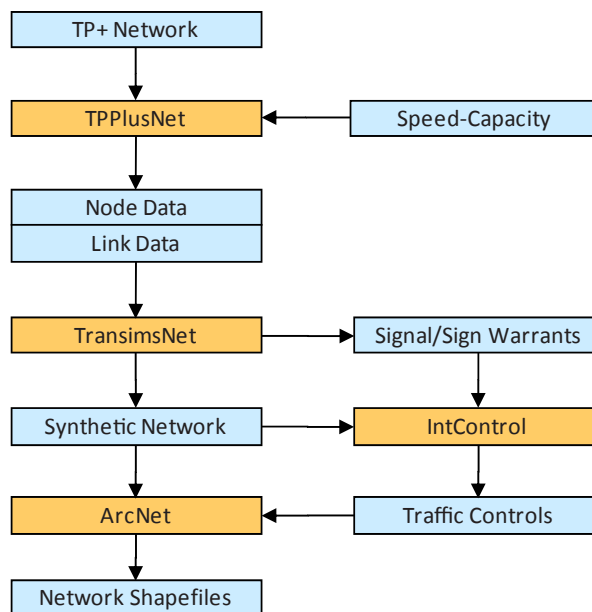 TP+ Network
TPPlusNet
Speed-Capacity
Node Data
Link Data
TransimsNet
Signal/Sign Warrants
Synthetic Network
IntControl
ArcNet
Traffic Controls
Network Shapefiles